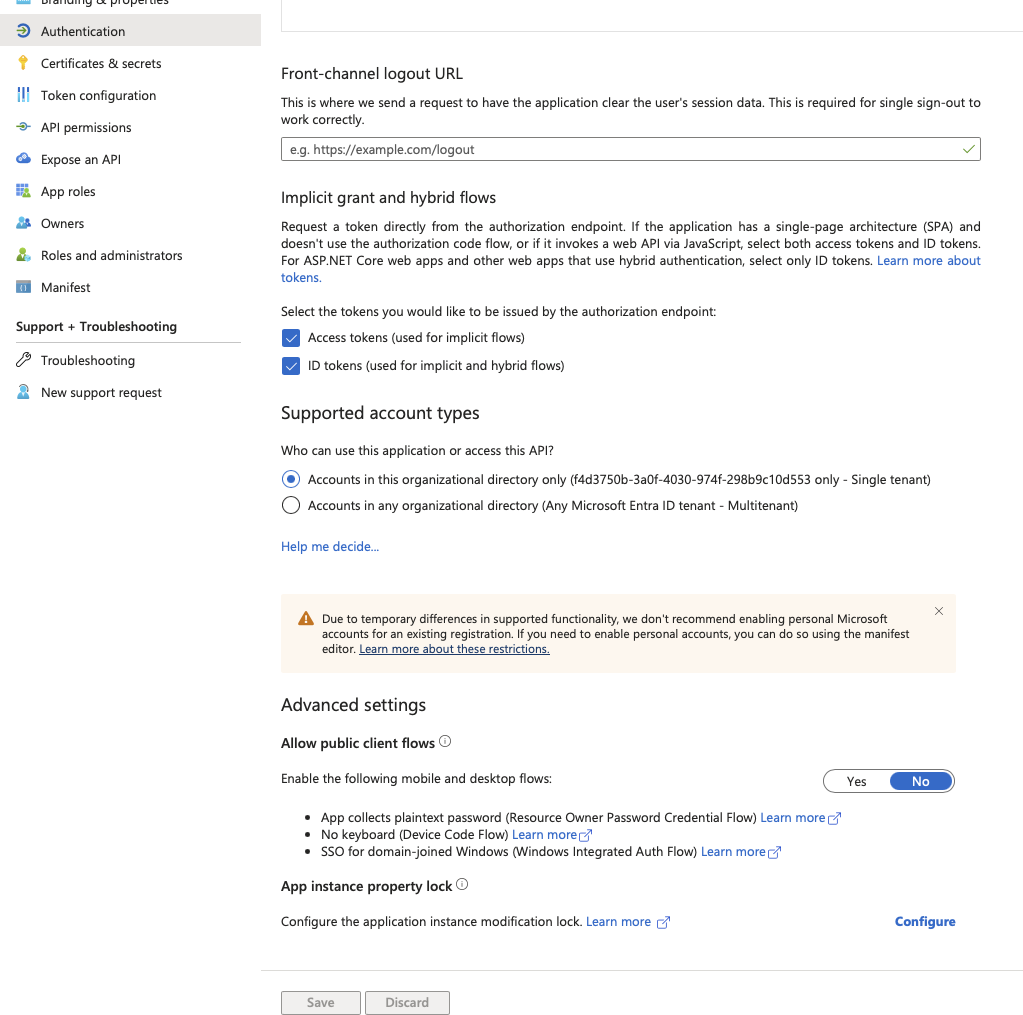 Branding & properties
Authentication
Certificates & secrets
Token configuration
API permissions
Expose an API
App roles
Owners
Roles and administrators
Manifest
Support + Troubleshooting
Troubleshooting
New support request
Front-channel logout URL
This is where we send a request to have the application clear the user's session data. This is required for single sign-out to
work correctly.
e.g. https://example.com/logout
Implicit grant and hybrid flows
Request a token directly from the authorization endpoint. If the application has a single-page architecture (SPA) and
doesn't use the authorization code flow, or if it invokes a web API via JavaScript, select both access tokens and ID tokens.
For ASP.NET Core web apps and other web apps that use hybrid authentication, select only ID tokens. Learn more about
tokens.
Select the tokens you would like to be issued by the authorization endpoint:
Access tokens (used for implicit flows)
ID tokens (used for implicit and hybrid flows)
Supported account types
Who can use this application or access this API?
Accounts in this organizational directory only (f4d3750b-3a0f-4030-974f-298b9c10d553 only - Single tenant)
Accounts in any organizational directory (Any Microsoft Entra ID tenant - Multitenant)
Help me decide...
Due to temporary differences in supported functionality, we don't recommend enabling personal Microsoft
accounts for an existing registration. If you need to enable personal accounts, you can do so using the manifest
editor. Learn more about these restrictions.
Advanced settings
Allow public client flows
Enable the following mobile and desktop flows:
Yes No
• App collects plaintext password (Resource Owner Password Credential Flow) Learn more
• No keyboard (Device Code Flow) Learn more
• SSO for domain-joined Windows (Windows Integrated Auth Flow) Learn more
App instance property lock
Configure the application instance modification lock. Learn more
Configure
Save Discard